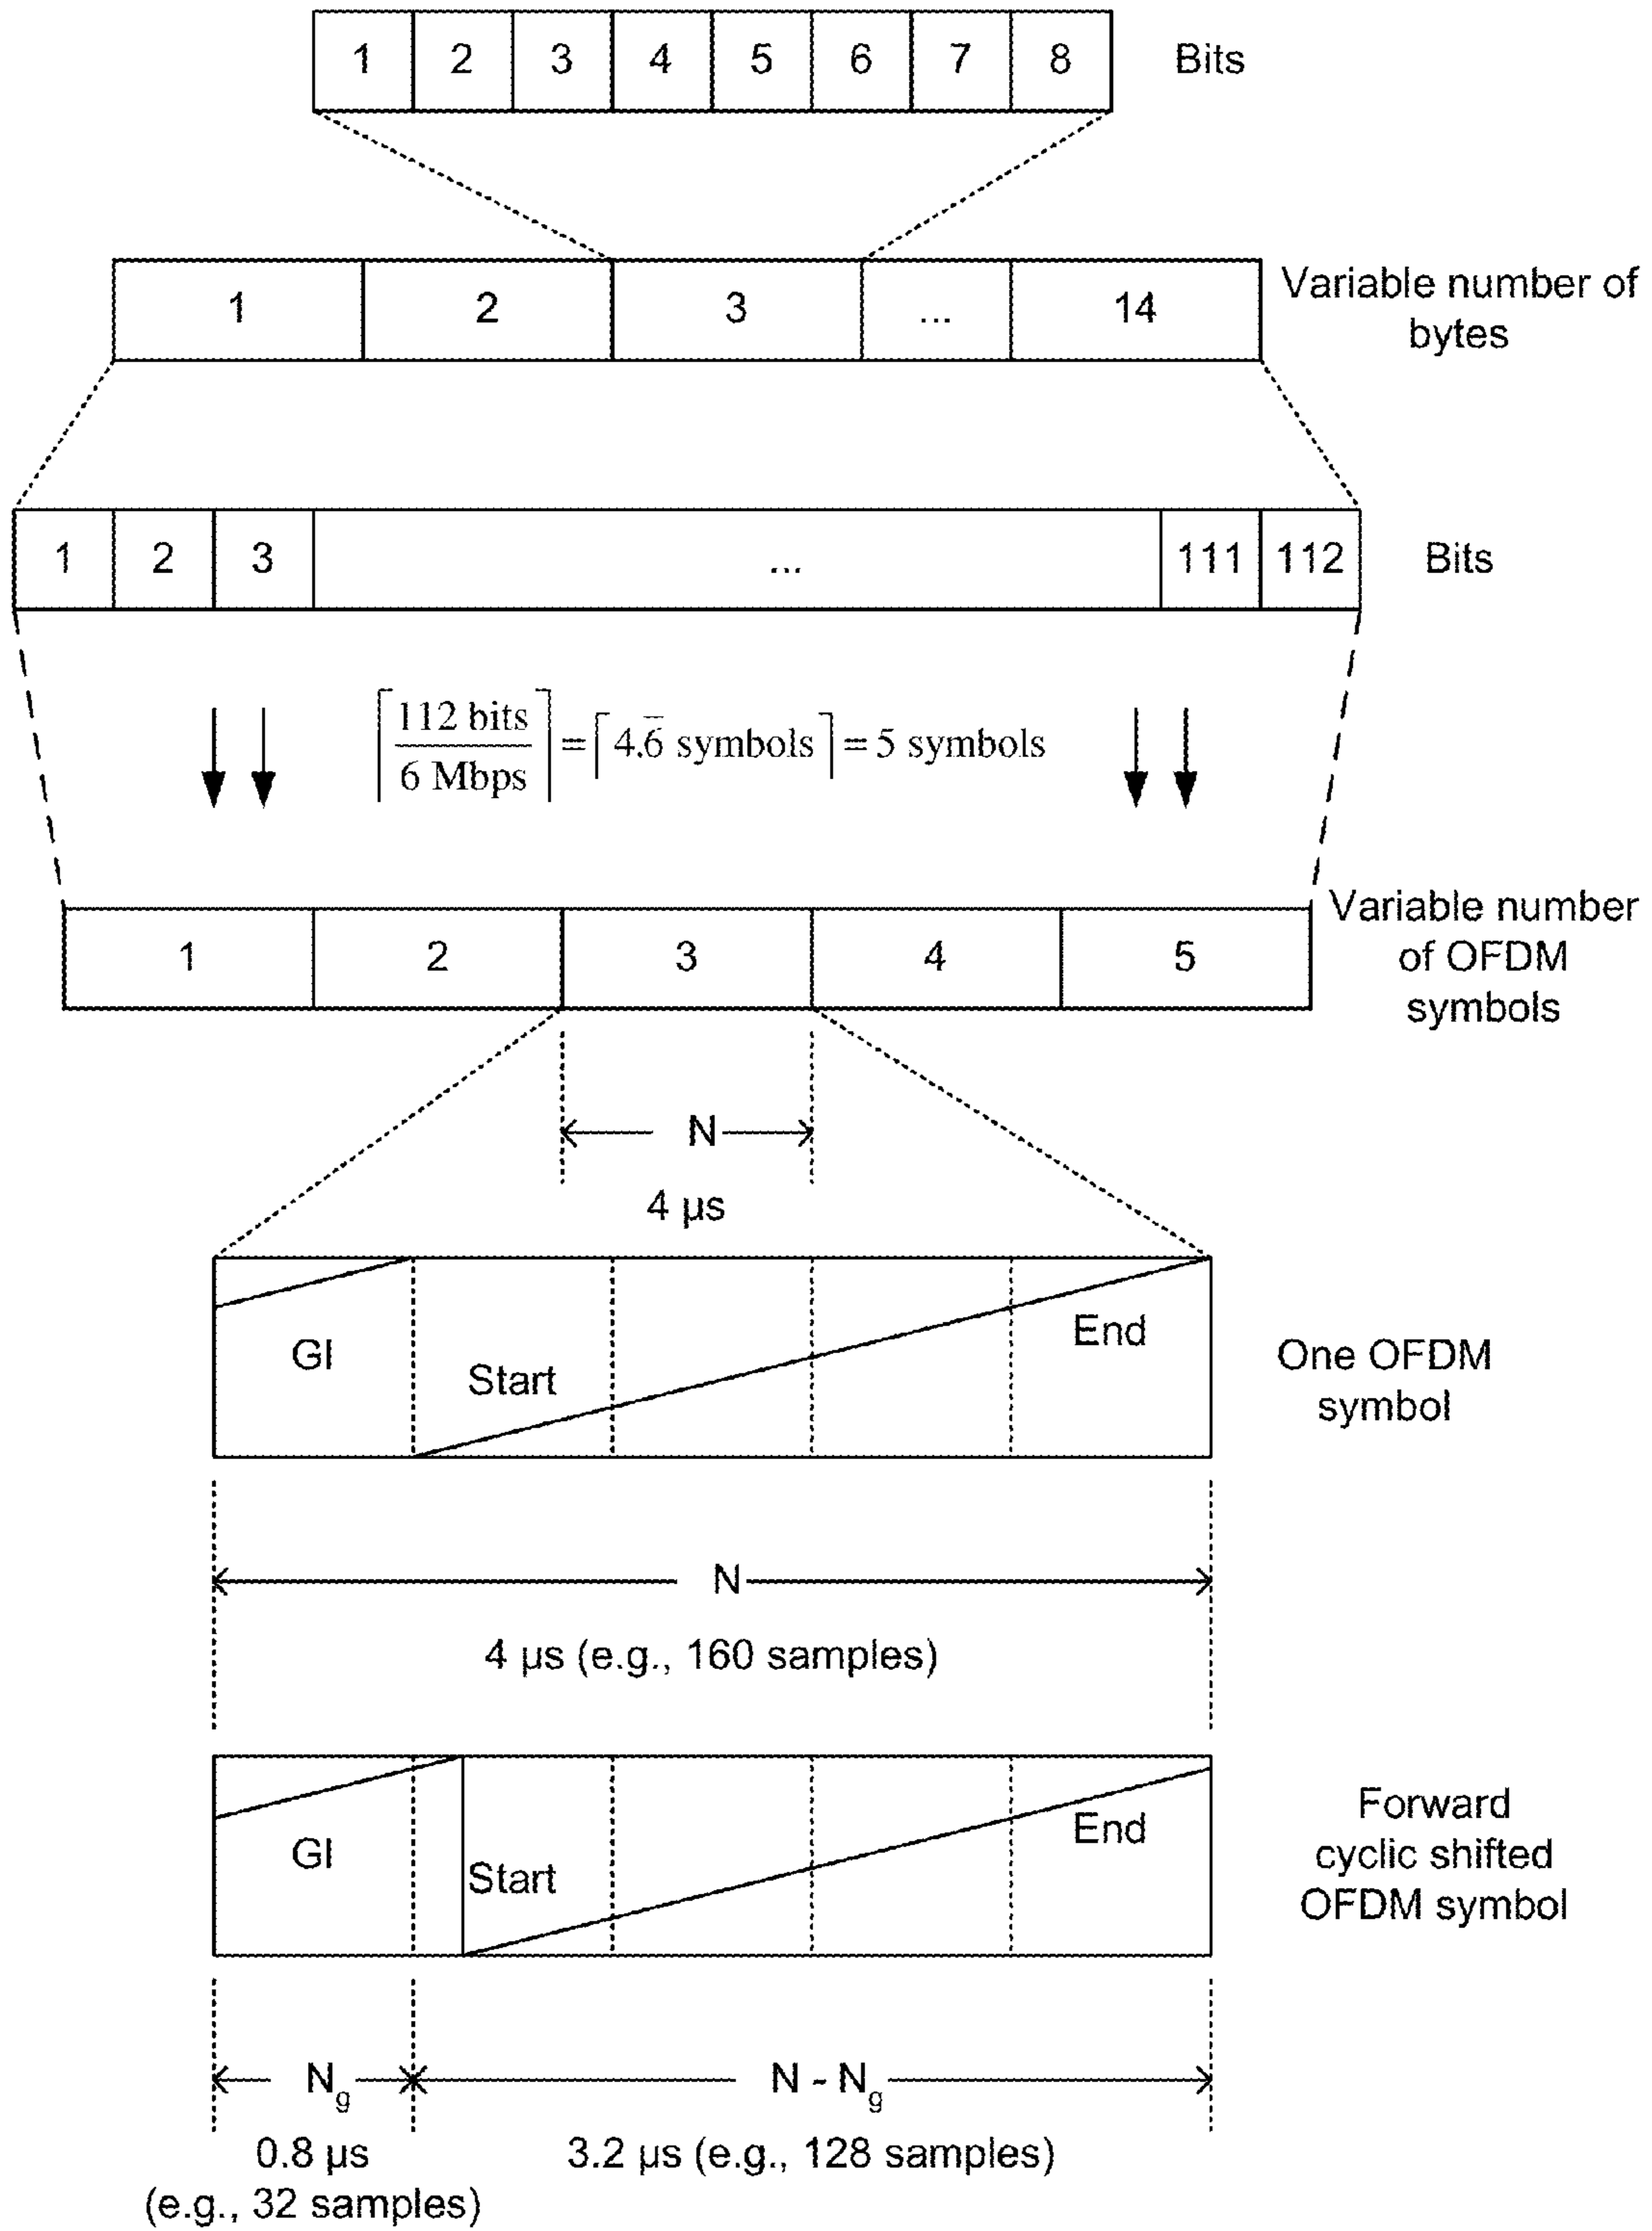 1 2 3 4 5 6 7 8 Bits
1 2 3 ... 14 Variable number of
bytes
1 2 3 ... 111 112 Bits
⌈112 bits / 6 Mbps⌉ = ⌈4.6̅ symbols⌉ = 5 symbols
1 2 3 4 5 Variable number
of OFDM
symbols
N
4 µs
GI Start End One OFDM
symbol
N
4 µs (e.g., 160 samples)
GI Start End Forward
cyclic shifted
OFDM symbol
Ng N - Ng
0.8 µs 3.2 µs (e.g., 128 samples)
(e.g., 32 samples)